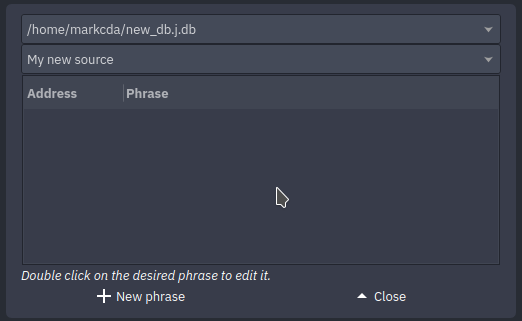 /home/markcda/new_db.j.db
My new source
Address Phrase
Double click on the desired phrase to edit it.
New phrase Close